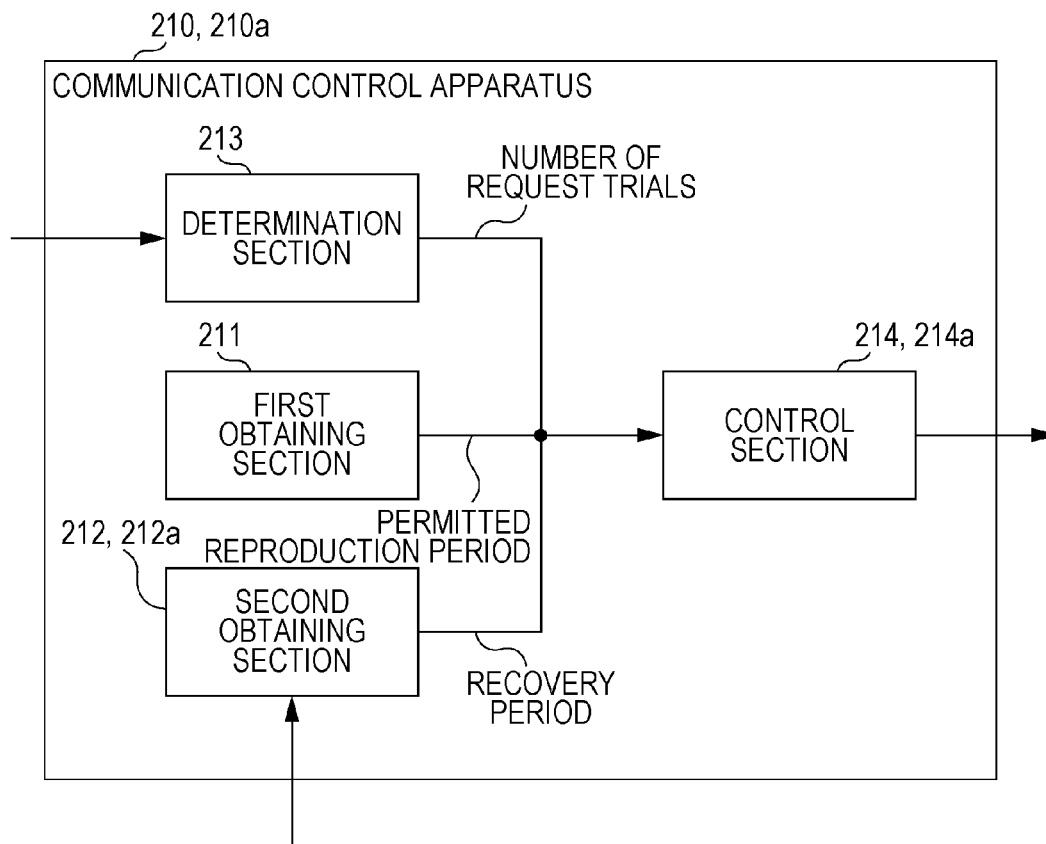 210, 210a
COMMUNICATION CONTROL APPARATUS
213
DETERMINATION
SECTION
NUMBER OF
REQUEST TRIALS
211
FIRST
OBTAINING
SECTION
PERMITTED
REPRODUCTION PERIOD
214, 214a
CONTROL
SECTION
212, 212a
SECOND
OBTAINING
SECTION
RECOVERY
PERIOD